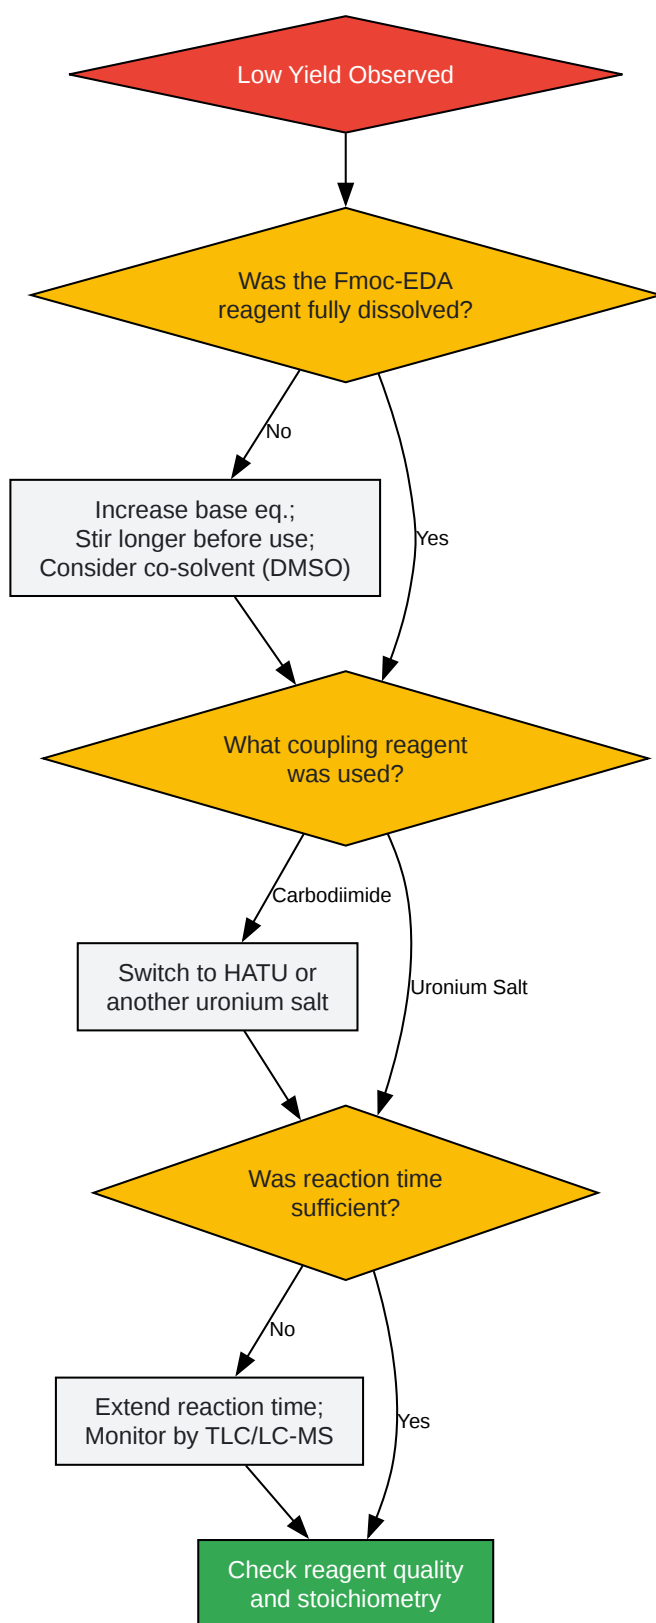 Low Yield Observed
Was the Fmoc-EDA
reagent fully dissolved?
No
Increase base eq.;
Stir longer before use;
Consider co-solvent (DMSO)
Yes
What coupling reagent
was used?
Carbodiimide
Switch to HATU or
another uronium salt
Uronium Salt
Was reaction time
sufficient?
No
Extend reaction time;
Monitor by TLC/LC-MS
Yes
Check reagent quality
and stoichiometry